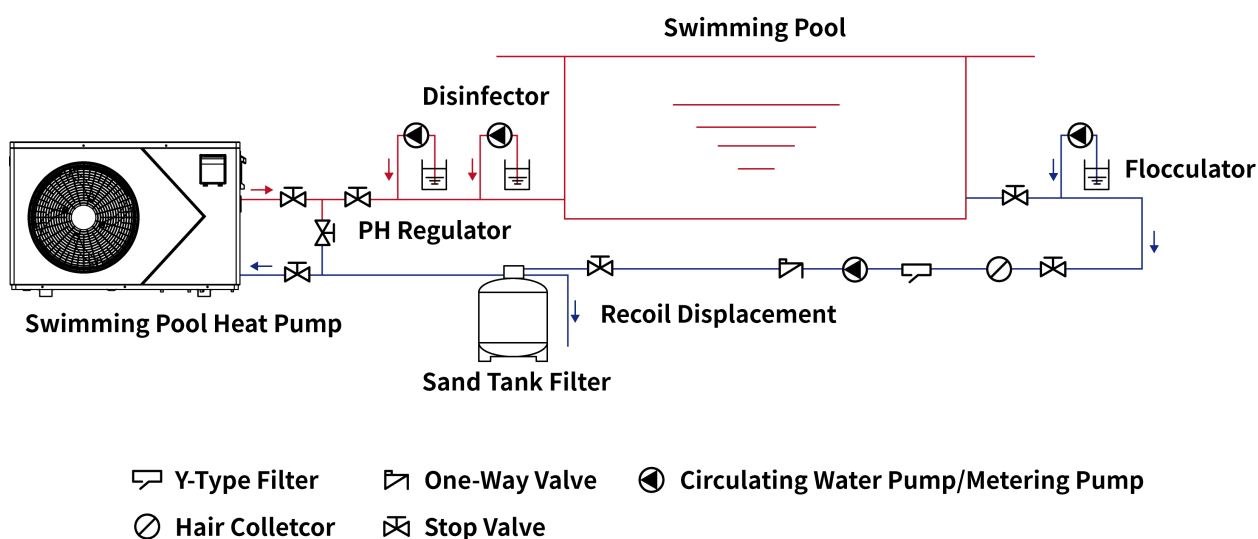 Swimming Pool
Disinfector
Flocculator
PH Regulator
Recoil Displacement
Swimming Pool Heat Pump
Sand Tank Filter
Y-Type Filter
One-Way Valve
Circulating Water Pump/Metering Pump
Hair Colletcor
Stop Valve